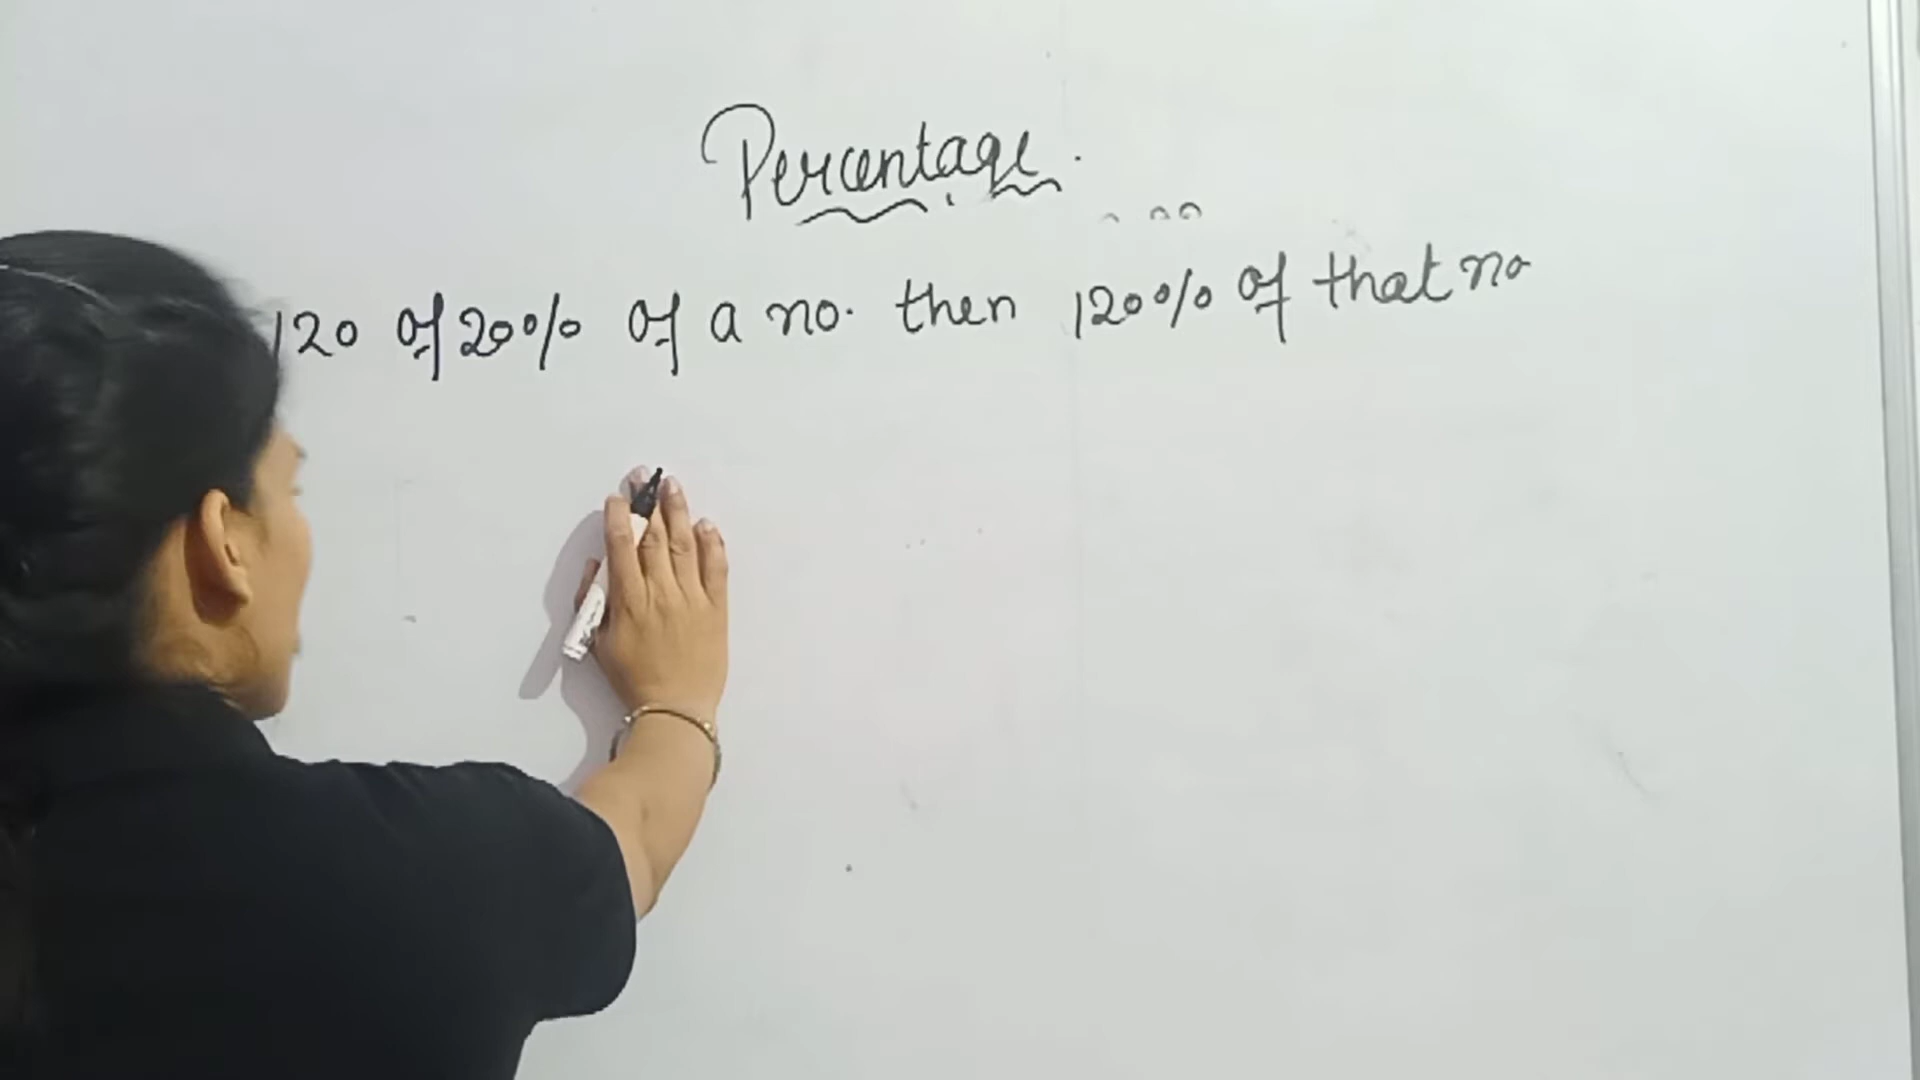 Percentage.
120 of 20% of a no. then 120% of that no